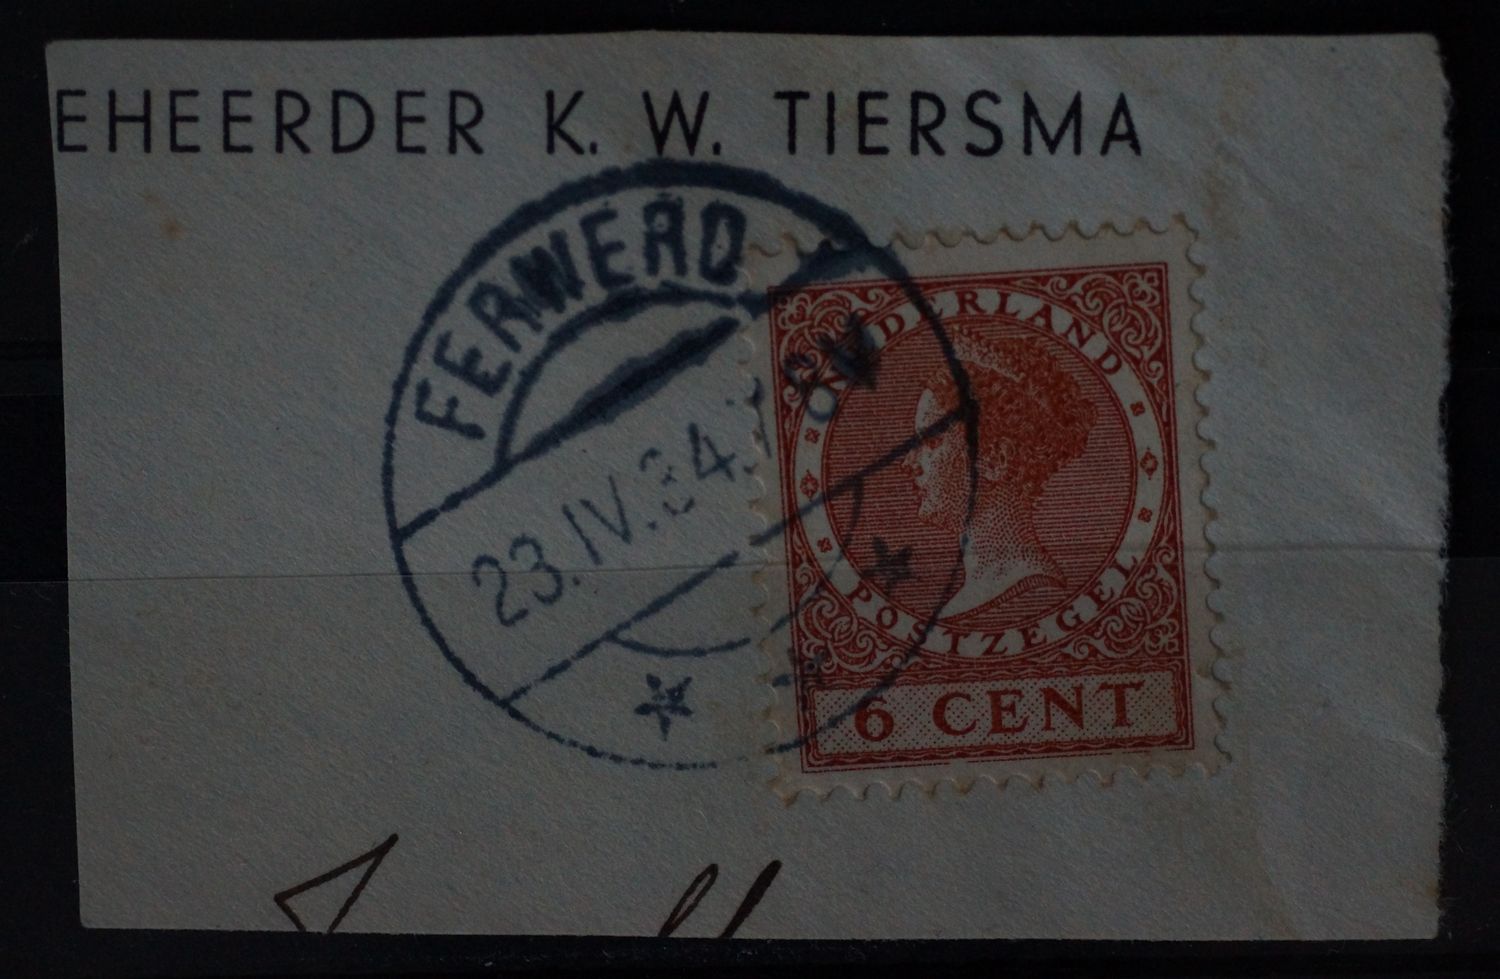 EHEERDER K. W. TIERSMA
FERWERD
23.IV.34.
NEDERLAND
POSTZEGEL
6 CENT